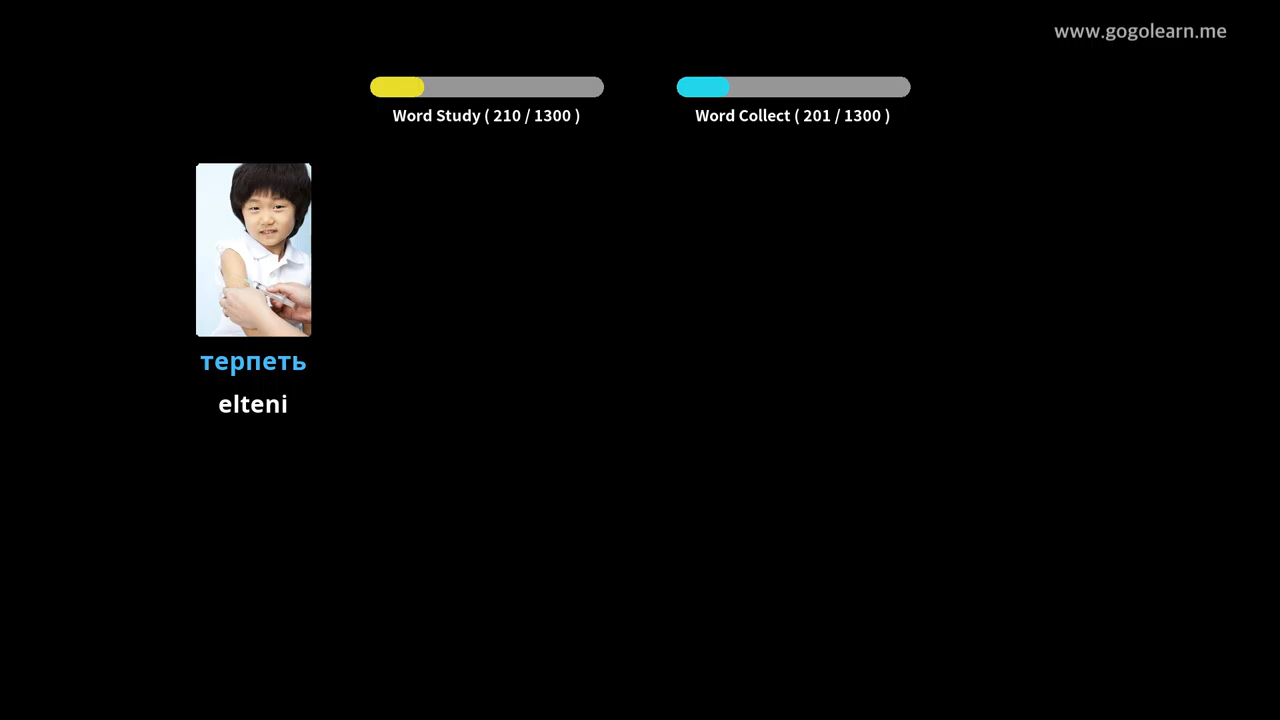 www.gogolearn.me
Word Study ( 210 / 1300 )
Word Collect ( 201 / 1300 )
терпеть
elteni